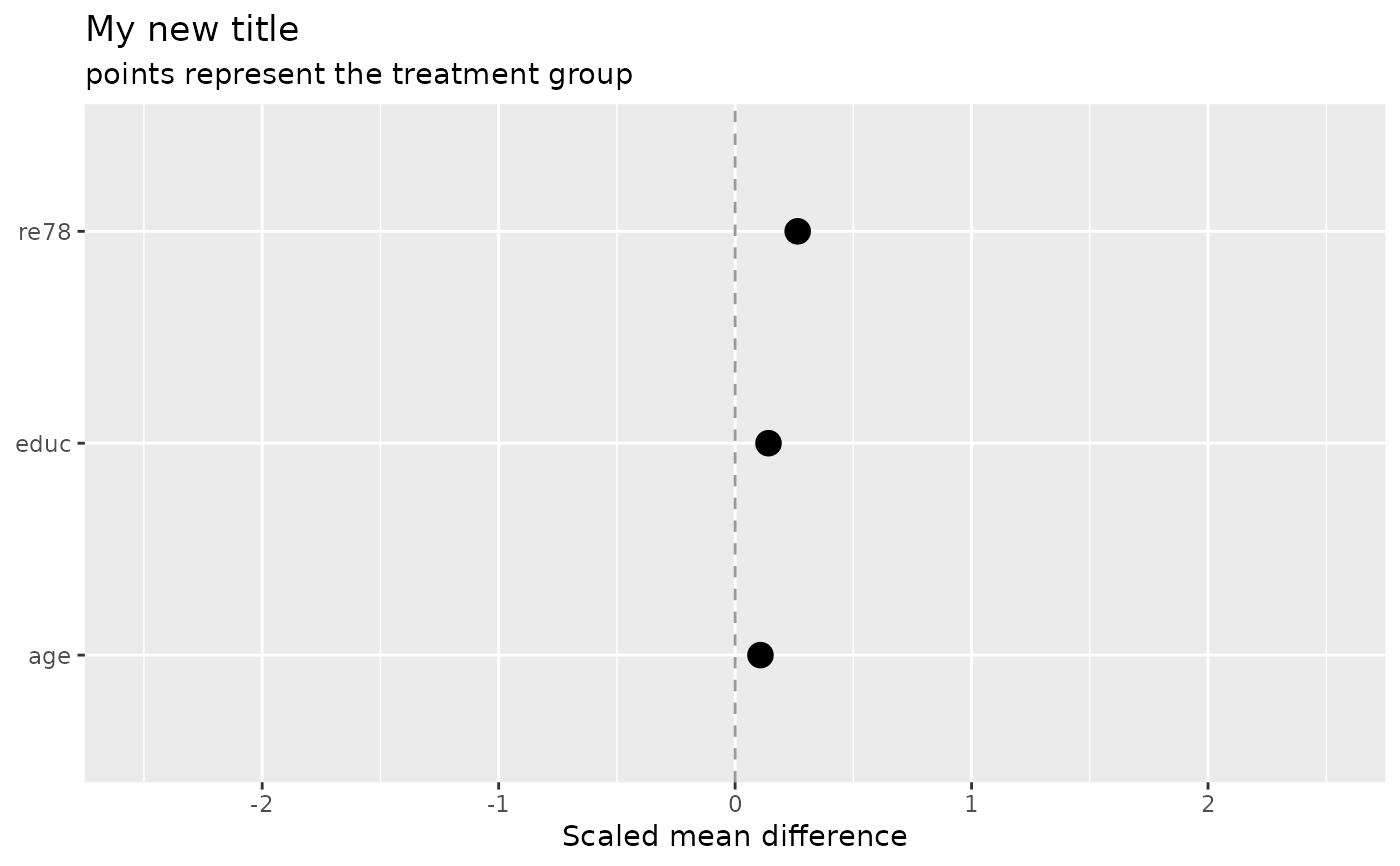 My new title
points represent the treatment group
re78
educ
age
-2 -1 0 1 2
Scaled mean difference